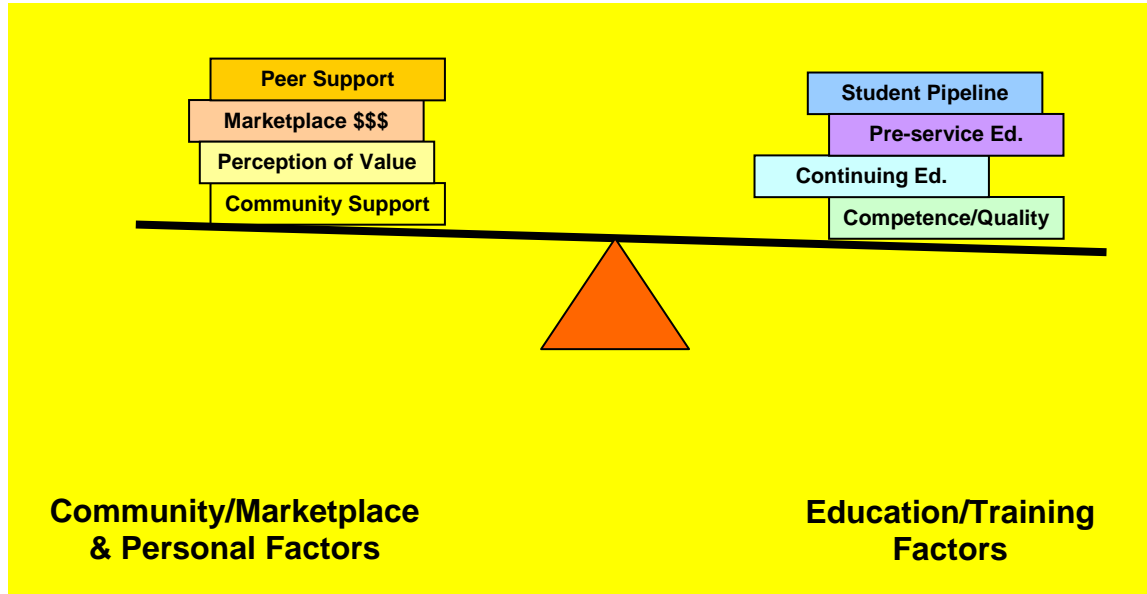 Peer Support
Marketplace $$$
Perception of Value
Community Support
Student Pipeline
Pre-service Ed.
Continuing Ed.
Competence/Quality
Community/Marketplace
& Personal Factors
Education/Training
Factors